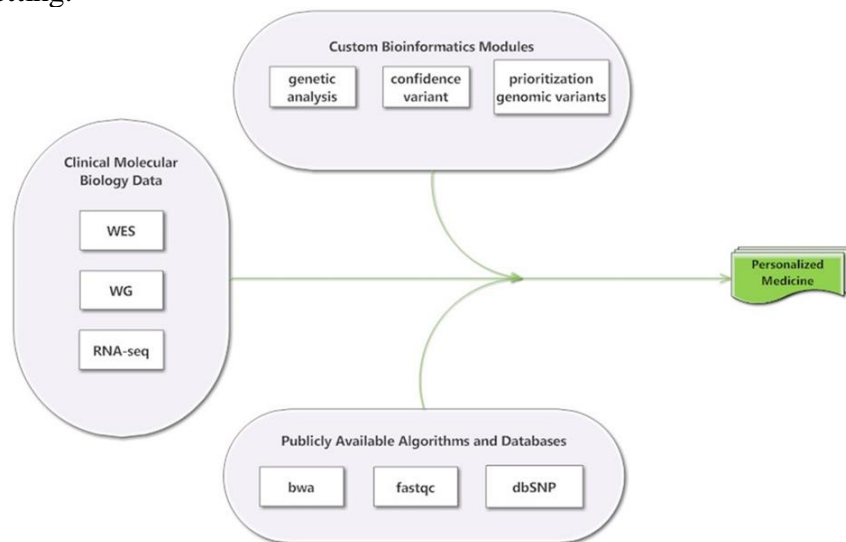 Custom Bioinformatics Modules
genetic
analysis
confidence
variant
prioritization
genomic variants
Clinical Molecular
Biology Data
WES
WG
RNA-seq
Personalized
Medicine
Publicly Available Algorithms and Databases
bwa
fastqc
dbSNP